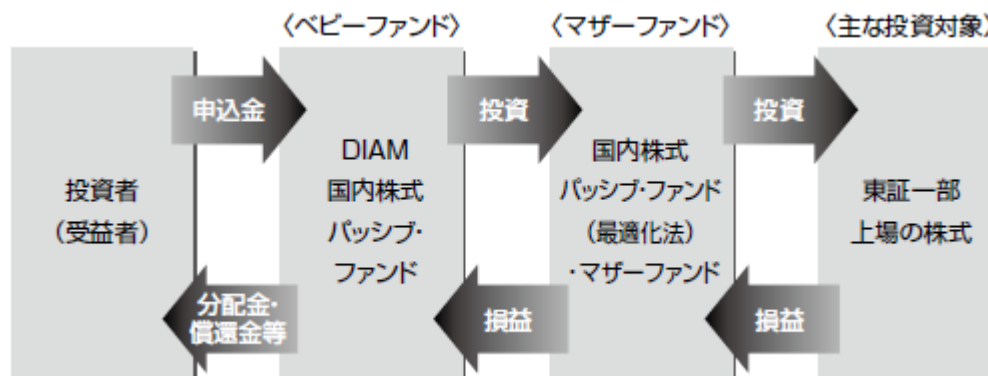 〈ベビーファンド〉
〈マザーファンド〉
〈主な投資対象〉
申込金
投資
投資
投資者
（受益者）
DIAM
国内株式
パッシブ・
ファンド
国内株式
パッシブ・ファンド
（最適化法）
・マザーファンド
東証一部
上場の株式
分配金・
償還金等
損益
損益